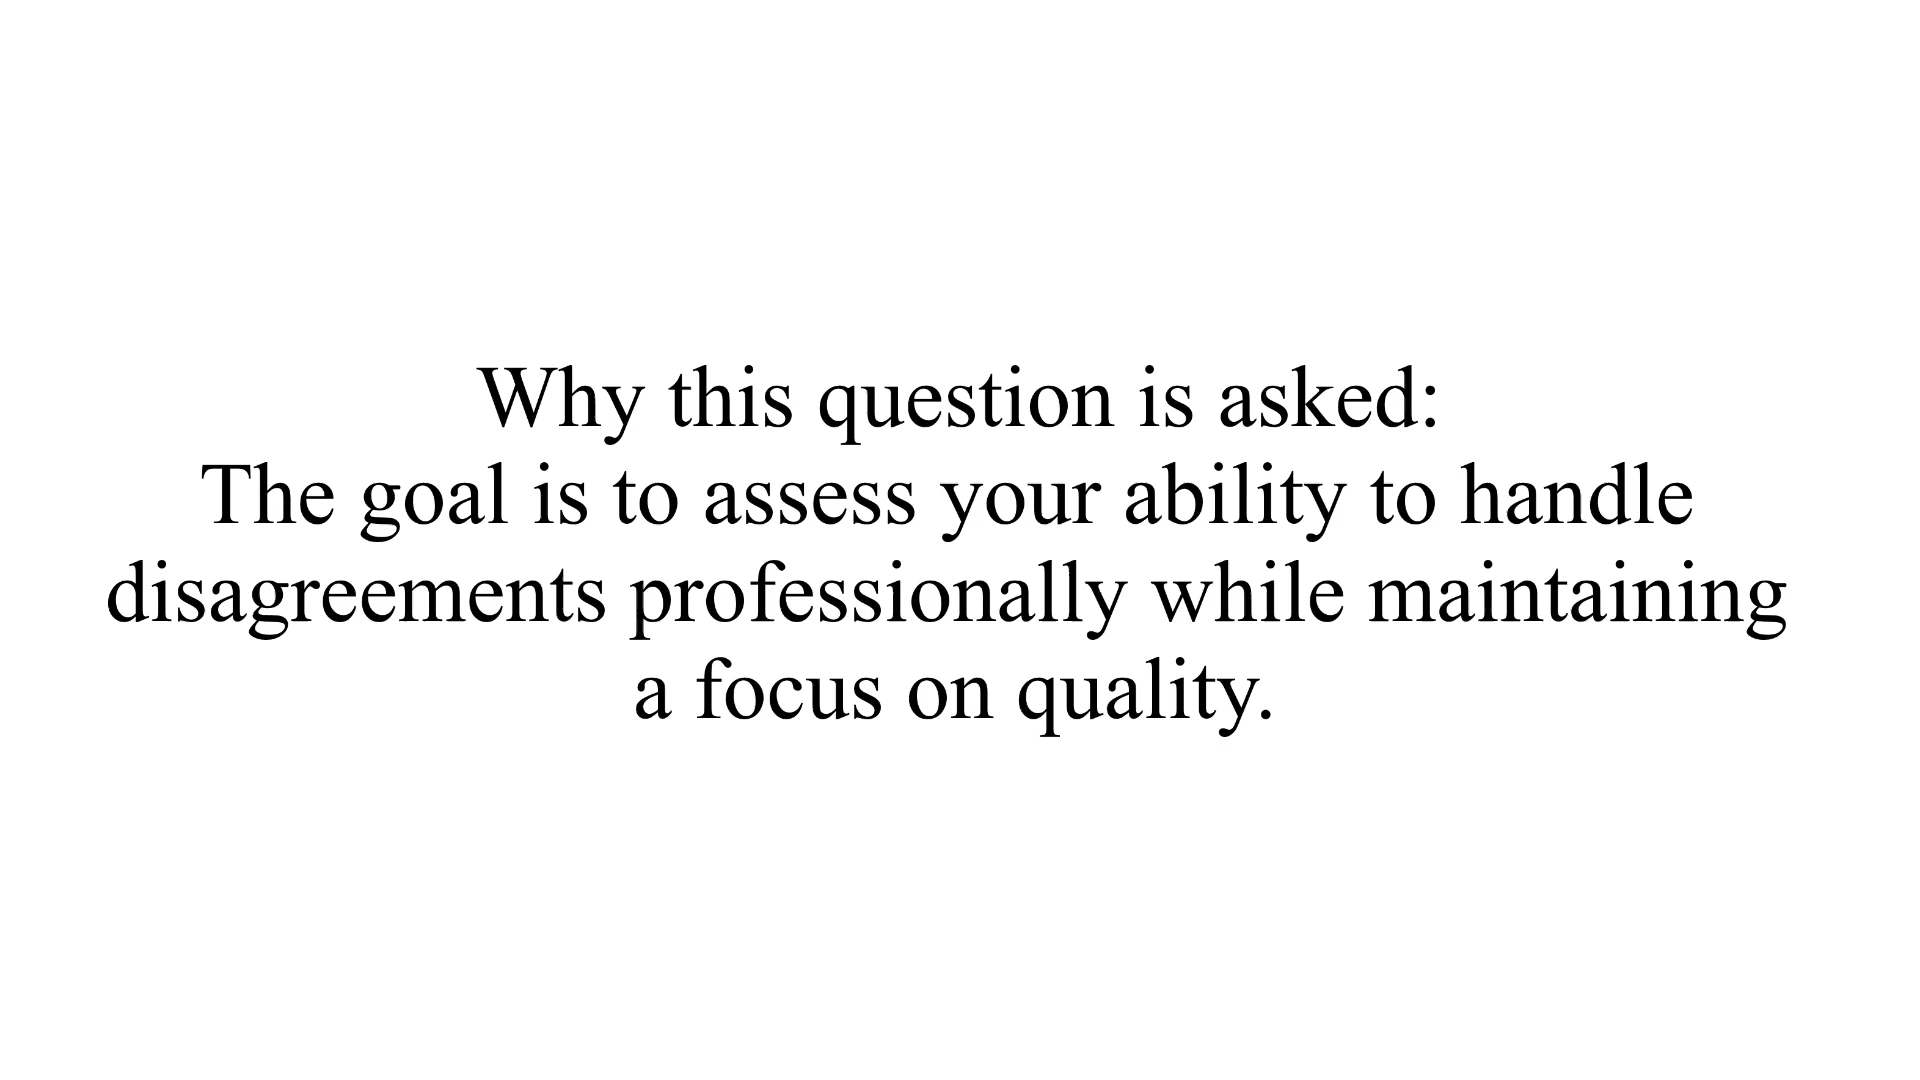 Why this question is asked:
The goal is to assess your ability to handle
disagreements professionally while maintaining
a focus on quality.